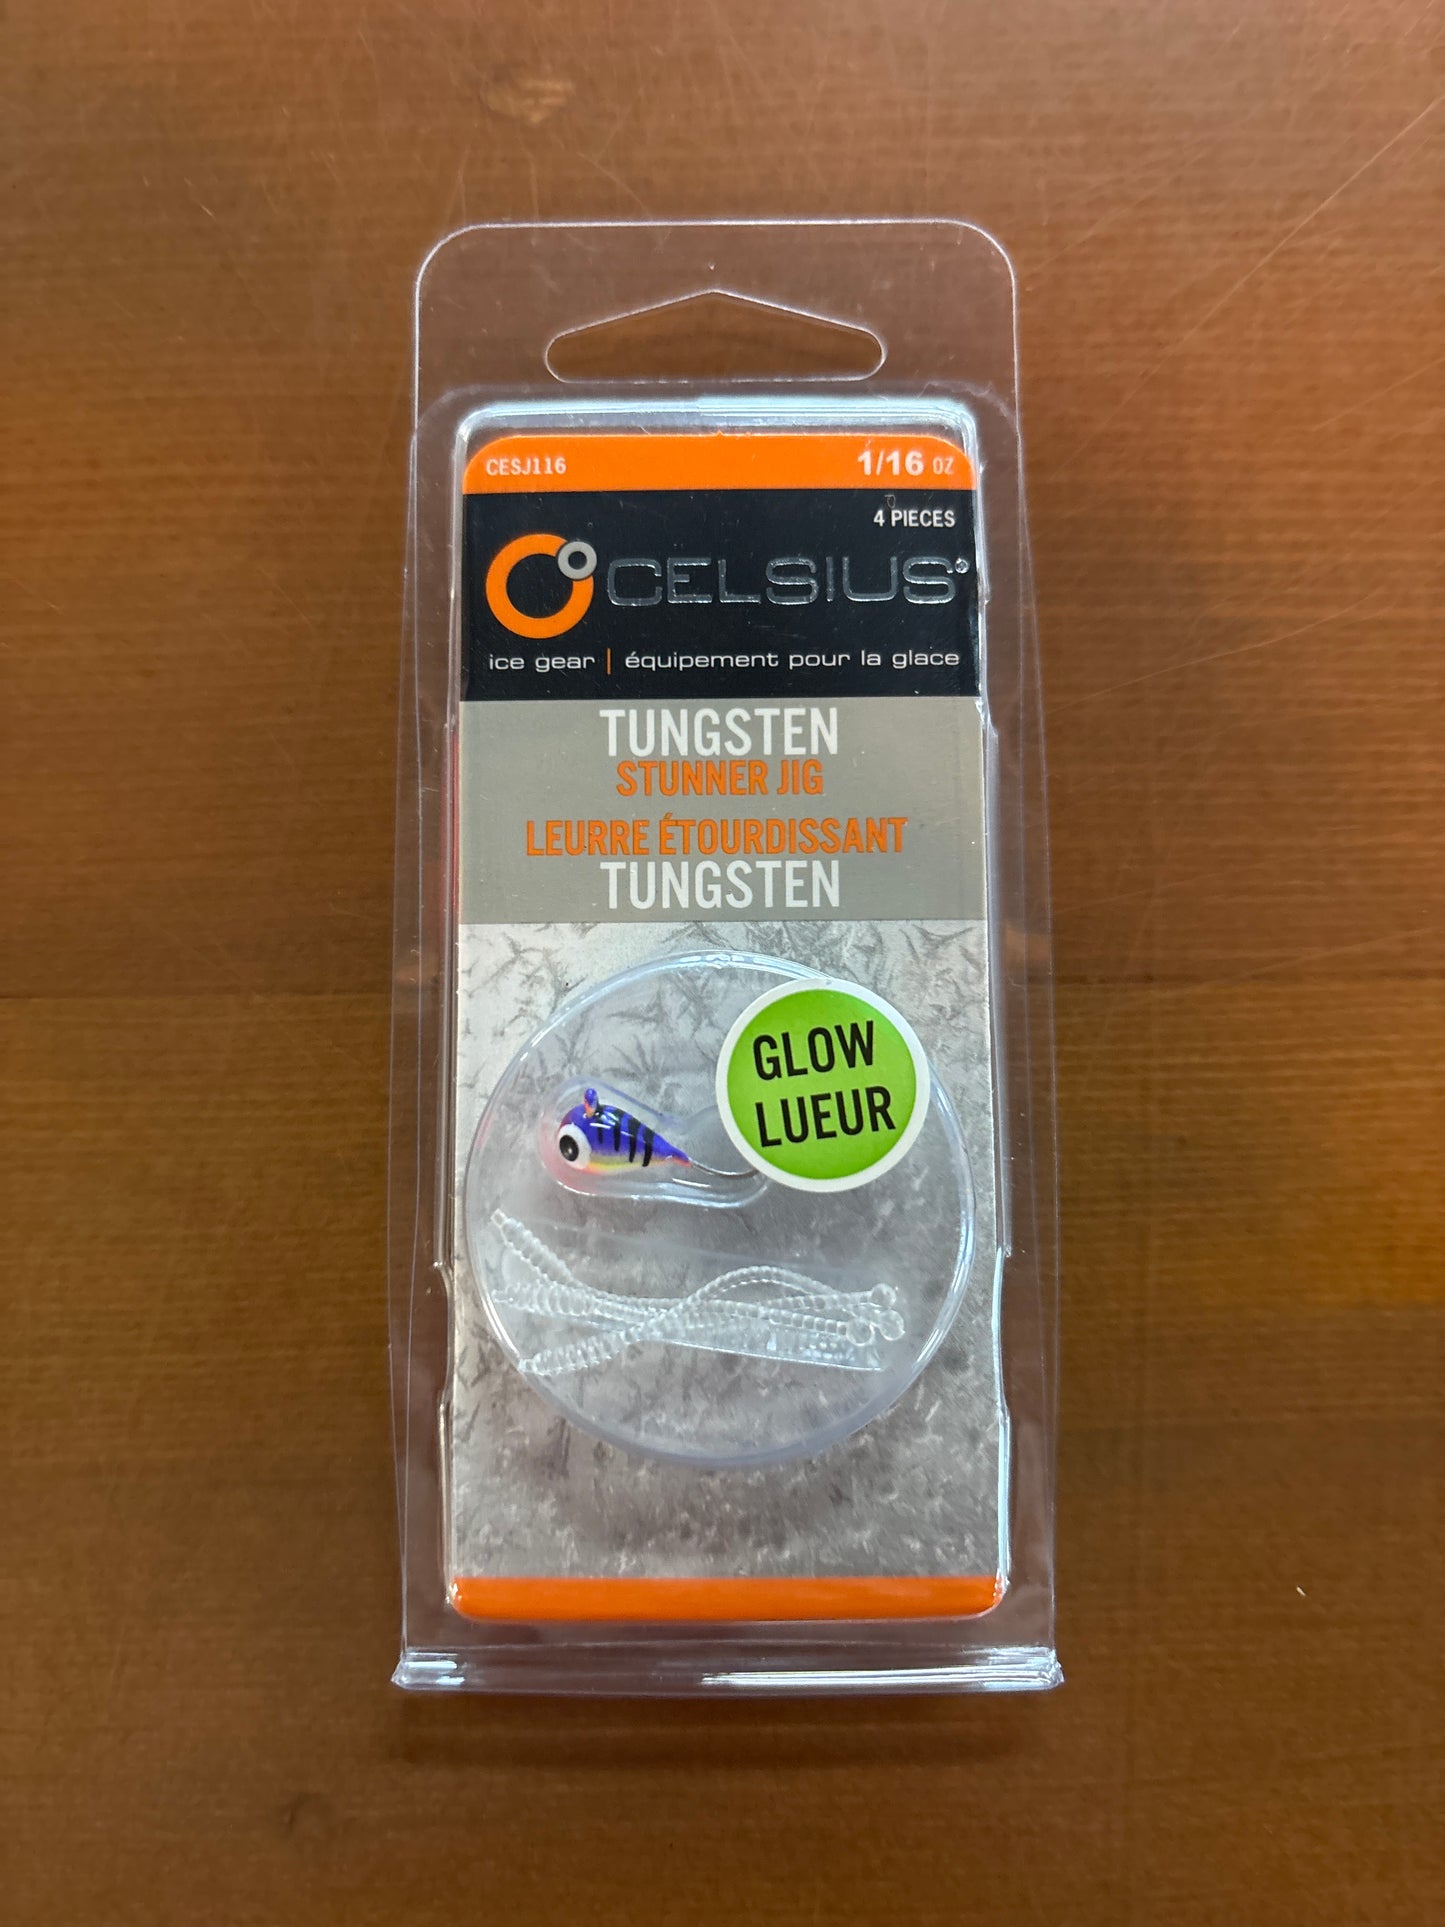 CESJ116 1/16 OZ
4 PIECES
CELSIUS®
ice gear | équipement pour la glace
TUNGSTEN
STUNNER JIG
LEURRE ÉTOURDISSANT
TUNGSTEN
GLOW
LUEUR